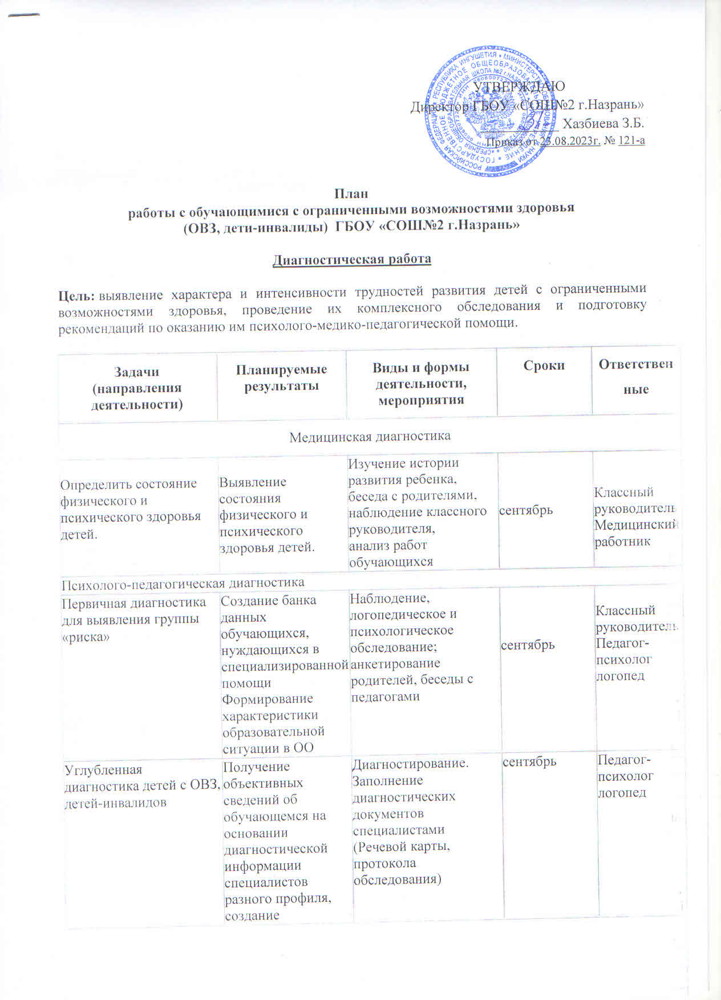 УТВЕРЖДАЮ
Директор ГБОУ «СОШ№2 г.Назрань»
Хазбиева З.Б.
Приказ от 23.08.2023г. № 121-а
План
работы с обучающимися с ограниченными возможностями здоровья
(ОВЗ, дети-инвалиды) ГБОУ «СОШ№2 г.Назрань»
Диагностическая работа
Цель: выявление характера и интенсивности трудностей развития детей с ограниченными
возможностями здоровья, проведение их комплексного обследования и подготовку
рекомендаций по оказанию им психолого-медико-педагогической помощи.
Задачи
(направления
деятельности)
Планируемые
результаты
Виды и формы
деятельности,
мероприятия
Сроки
Ответствен
ные
Медицинская диагностика
Определить состояние
физического и
психического здоровья
детей.
Выявление
состояния
физического и
психического
здоровья детей.
Изучение истории
развития ребенка,
беседа с родителями,
наблюдение классного
руководителя,
анализ работ
обучающихся
сентябрь
Классный
руководитель
Медицинский
работник
Психолого-педагогическая диагностика
Первичная диагностика
для выявления группы
«риска»
Создание банка
данных
обучающихся,
нуждающихся в
специализированной
помощи
Формирование
характеристики
образовательной
ситуации в ОО
Наблюдение,
логопедическое и
психологическое
обследование;
анкетирование
родителей, беседы с
педагогами
сентябрь
Классный
руководитель
Педагог-
психолог
логопед
Углубленная
диагностика детей с ОВЗ,
детей-инвалидов
Получение
объективных
сведений об
обучающемся на
основании
диагностической
информации
специалистов
разного профиля,
создание
Диагностирование.
Заполнение
диагностических
документов
специалистами
(Речевой карты,
протокола
обследования)
сентябрь
Педагог-
психолог
логопед